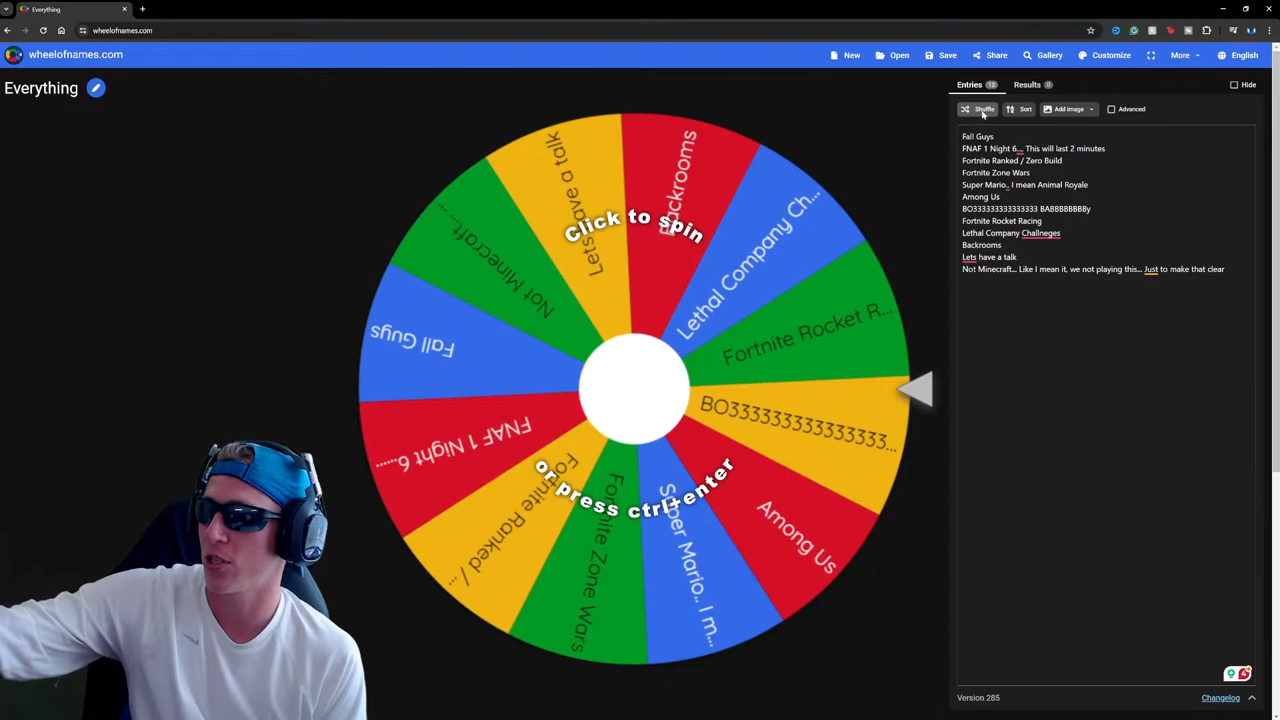 Everything
wheelofnames.com
wheelofnames.com
New
Open
Save
Share
Gallery
Customize
More
English
Everything
Entries 12
Results 0
Hide
Shuffle
Sort
Add image
Advanced
Fall Guys
FNAF 1 Night 6.... This will last 2 minutes
Fortnite Ranked / Zero Build
Fortnite Zone Wars
Super Mario.. I mean Animal Royale
Among Us
BO333333333333333 BABBBBBBBy
Fortnite Rocket Racing
Lethal Company Challneges
Backrooms
Lets have a talk
Not Minecraft... Like I mean it, we not playing this... Just to make that clear
Lets have a talk
Backrooms
Lethal Company Ch...
Fortnite Rocket R...
BO333333333333333...
Among Us
Super Mario.. I m...
Fortnite Zone Wars
Fortnite Ranked / ...
FNAF 1 Night 6......
Fall Guys
Not Minecraft... ...
Click to spin
or press ctrl+enter
Version 285
Changelog